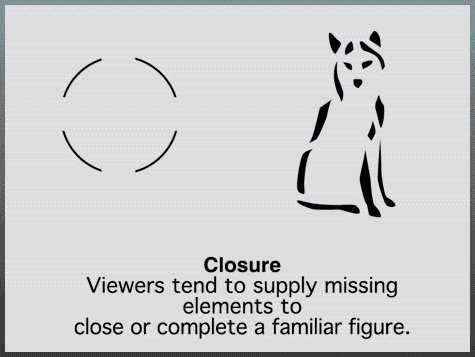 Closure
Viewers tend to supply missing
elements to
close or complete a familiar figure.